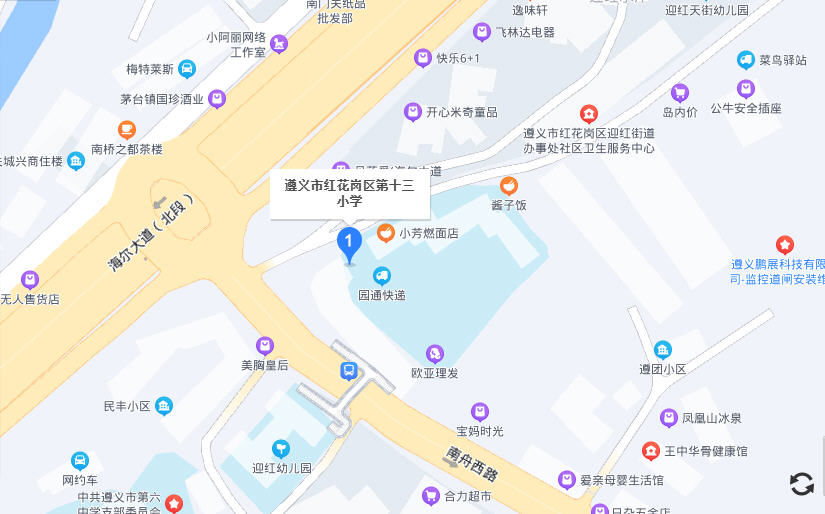 南门关纸品
批发部
逸味轩
迎红天街幼儿园
小阿丽网络
工作室
飞林达电器
快乐6+1
菜鸟驿站
梅特莱斯
茅台镇国珍酒业
开心米奇童品
岛内价
公牛安全插座
南桥之都茶楼
遵义市红花岗区迎红街道
办事处社区卫生服务中心
城兴商住楼
遵义市红花岗区第十三
小学
酱子饭
海尔大道（北段）
小芳燃面店
1
遵义鹏展科技有限
司-监控道闸安装维
园通快递
无人售货店
美胸皇后
欧亚理发
遵团小区
民丰小区
宝妈时光
凤凰山冰泉
南舟西路
王中华骨健康馆
迎红幼儿园
网约车
爱亲母婴生活馆
中共遵义市第六
中学支部委员会
合力超市
日杂五金店